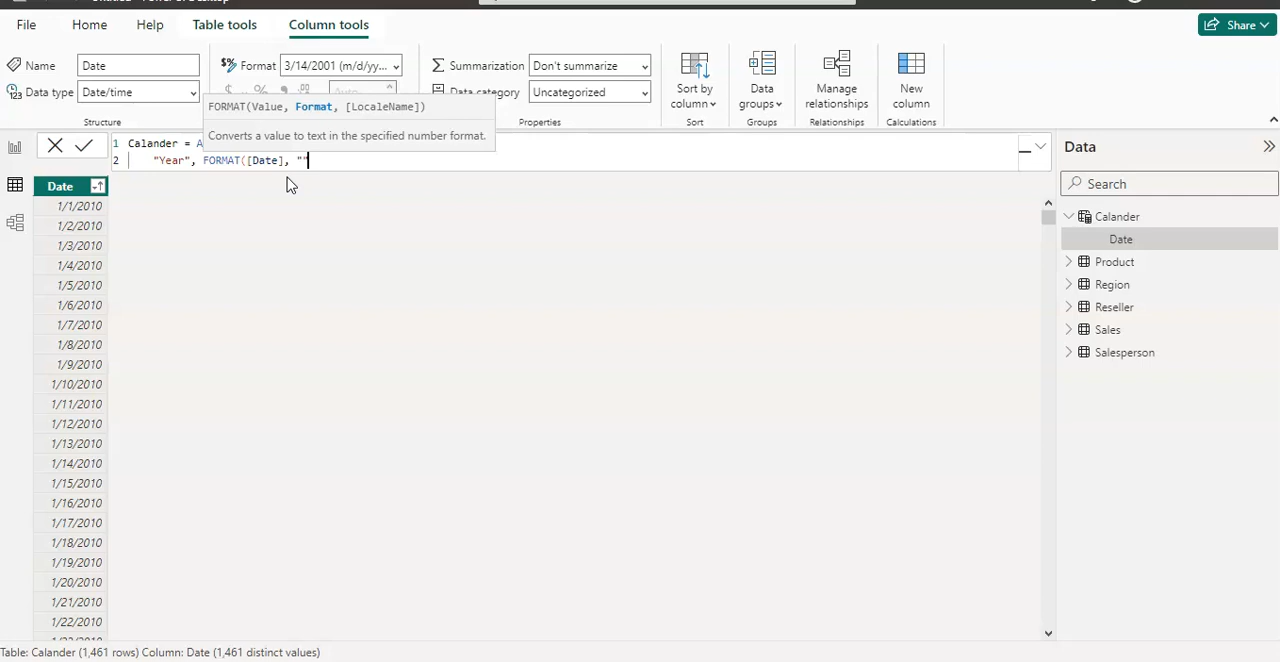 File Home Help Table tools Column tools Share
Name Date
Format 3/14/2001 (m/d/yy...
Summarization Don't summarize
Data type Date/time
$ %
Auto
Data category Uncategorized
Sort by column
Data groups
Manage relationships
New column
Structure Properties Sort Groups Relationships Calculations
FORMAT(Value, Format, [LocaleName])
Converts a value to text in the specified number format.
1 Calander = A
2 "Year", FORMAT([Date], ""
Date
1/1/2010
1/2/2010
1/3/2010
1/4/2010
1/5/2010
1/6/2010
1/7/2010
1/8/2010
1/9/2010
1/10/2010
1/11/2010
1/12/2010
1/13/2010
1/14/2010
1/15/2010
1/16/2010
1/17/2010
1/18/2010
1/19/2010
1/20/2010
1/21/2010
1/22/2010
Data
Search
Calander
Date
Product
Region
Reseller
Sales
Salesperson
Table: Calander (1,461 rows) Column: Date (1,461 distinct values)